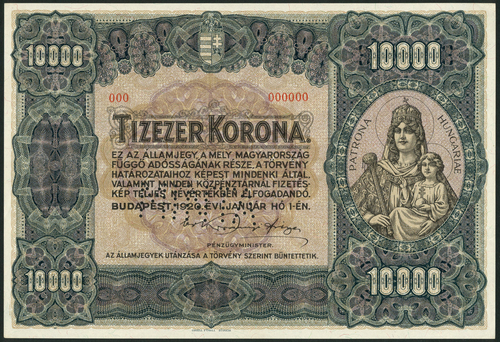 10000
10000
000
000000
TIZEZER KORONA.
EZ AZ ÁLLAMJEGY, A MELY MAGYARORSZÁG
FÜGGŐ ADÓSSÁGÁNAK RÉSZE A TÖRVÉNY
HATÁROZATAIHOZ KÉPEST MINDENKI ÁLTAL
VALAMINT MINDEN KÖZPÉNZTÁRNÁL FIZETÉS-
KÉP TELJES NÉVÉRTÉKBEN ELFOGADANDÓ.
BUDAPEST, 1920. ÉVI JANUÁR HÓ 1-ÉN.
PÉNZÜGYMINISTER.
AZ ÁLLAMJEGYEK UTÁNZÁSA A TÖRVÉNY SZERINT BÜNTETTETIK.
PATRONA HUNGARIAE
10000
10000